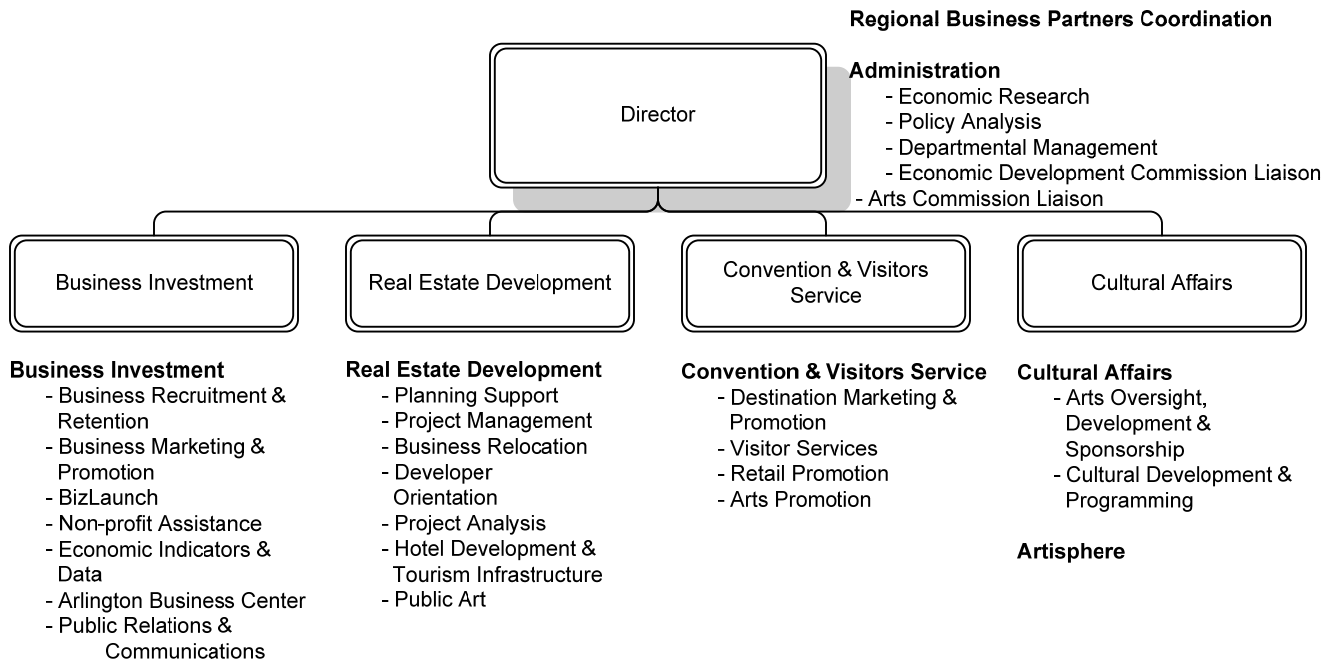 Regional Business Partners Coordination
Director
Administration
- Economic Research
- Policy Analysis
- Departmental Management
- Economic Development Commission Liaison
- Arts Commission Liaison
Business Investment
Real Estate Development
Convention & Visitors
Service
Cultural Affairs
Business Investment
- Business Recruitment &
Retention
- Business Marketing &
Promotion
- BizLaunch
- Non-profit Assistance
- Economic Indicators &
Data
- Arlington Business Center
- Public Relations &
Communications
Real Estate Development
- Planning Support
- Project Management
- Business Relocation
- Developer
Orientation
- Project Analysis
- Hotel Development &
Tourism Infrastructure
- Public Art
Convention & Visitors Service
- Destination Marketing &
Promotion
- Visitor Services
- Retail Promotion
- Arts Promotion
Cultural Affairs
- Arts Oversight,
Development &
Sponsorship
- Cultural Development &
Programming
Artisphere